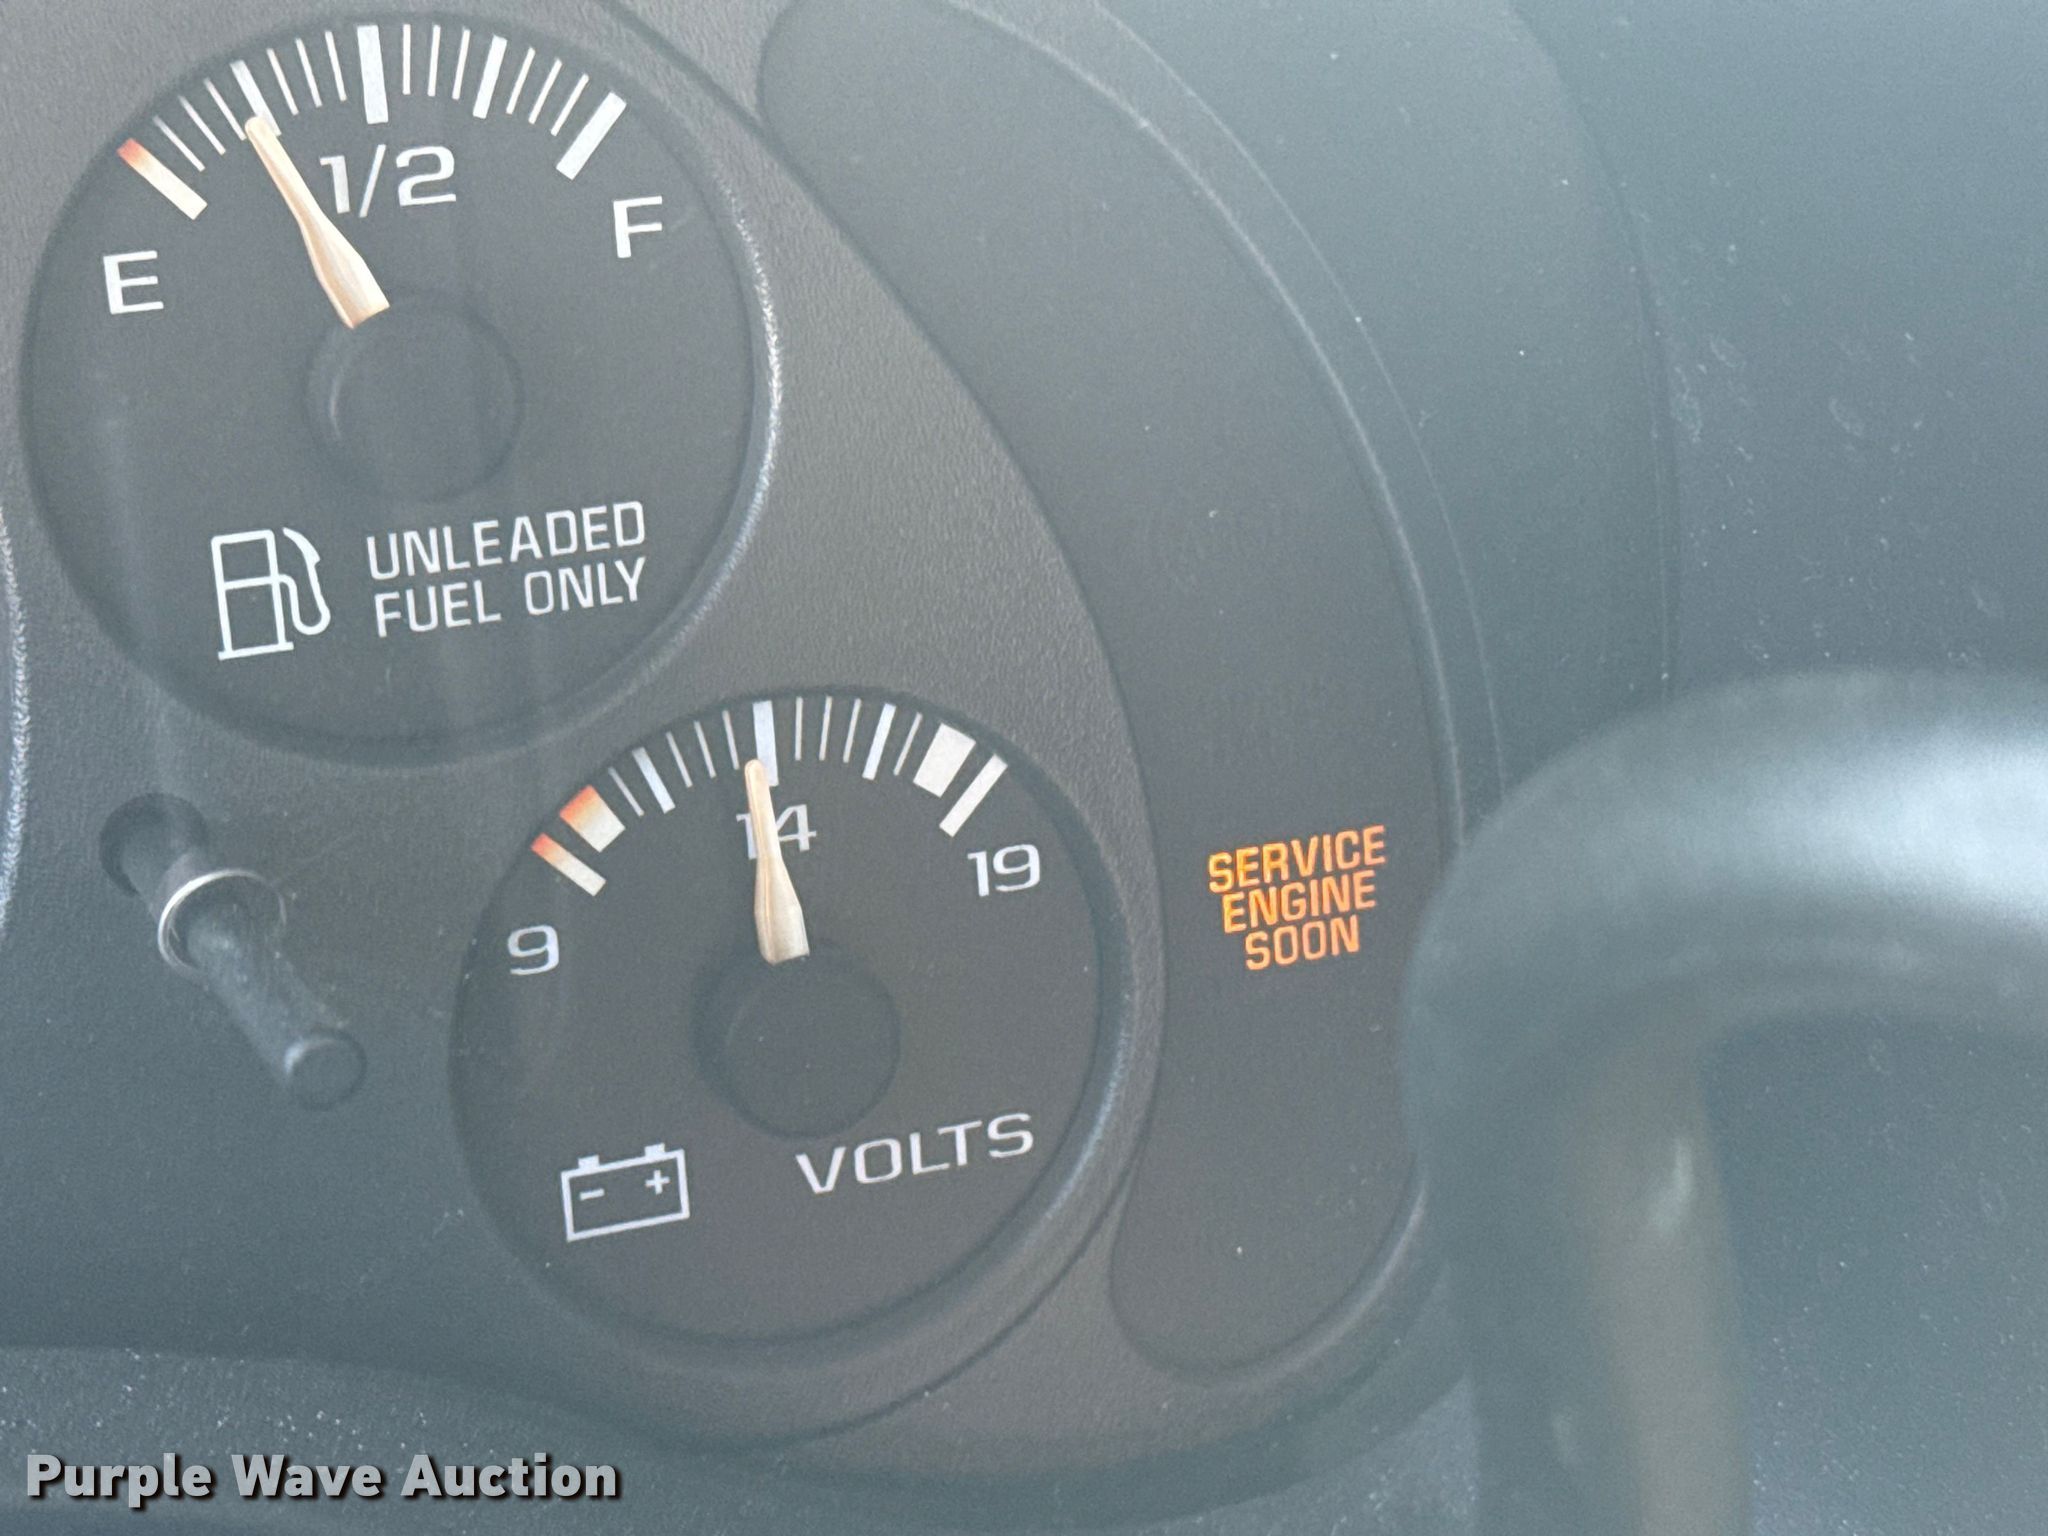 1/2
E
F
UNLEADED
FUEL ONLY
14
9
19
SERVICE
ENGINE
SOON
- +
VOLTS
Purple Wave Auction